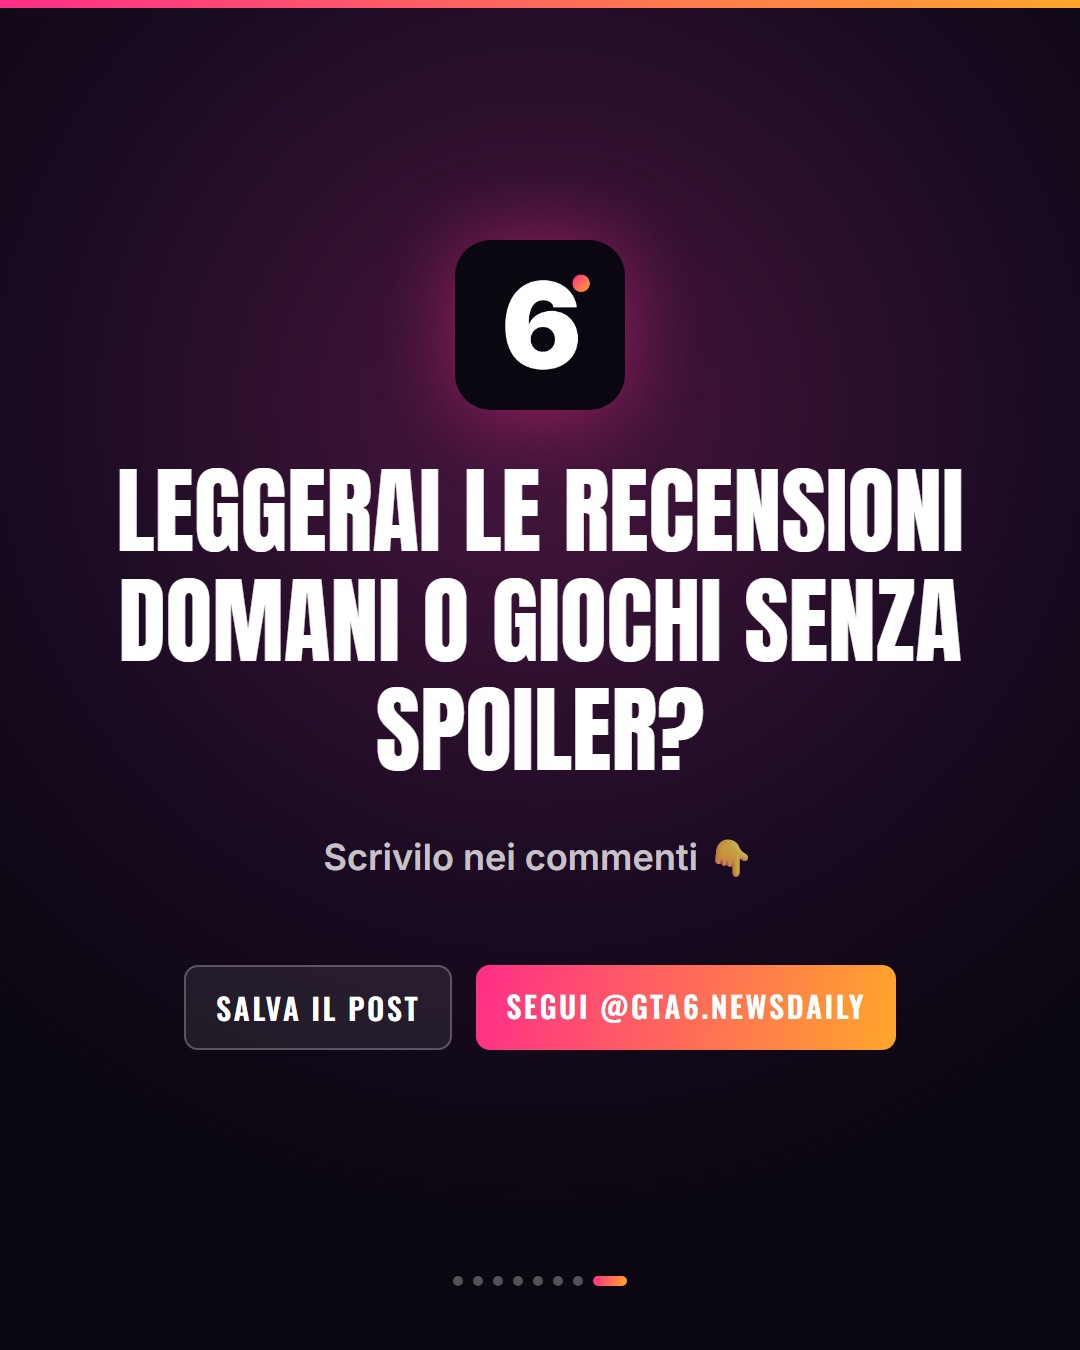 6
LEGGERAI LE RECENSIONI
DOMANI O GIOCHI SENZA
SPOILER?
Scrivilo nei commenti 👇
SALVA IL POST
SEGUI @GTA6.NEWSDAILY